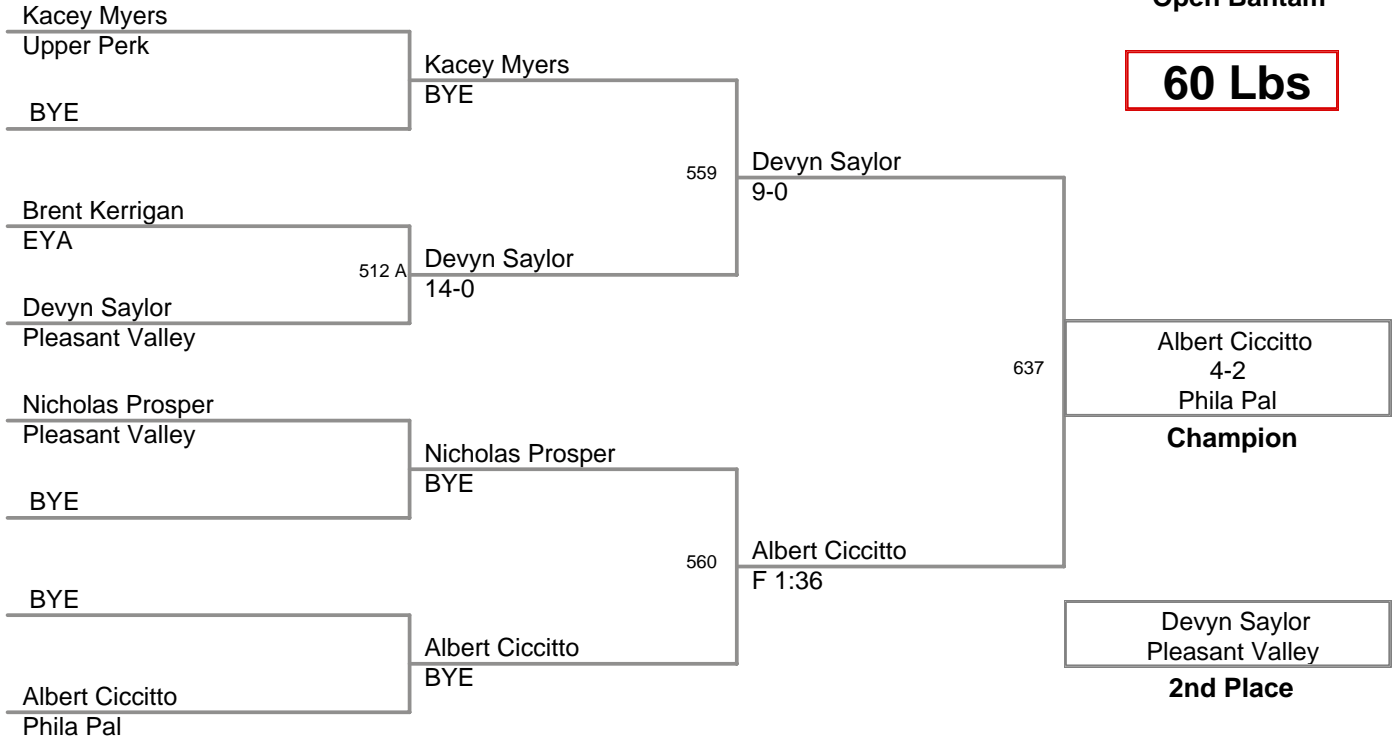 Open Bantam
60 Lbs
Kacey Myers
Upper Perk
BYE
Brent Kerrigan
EYA
Devyn Saylor
Pleasant Valley
Nicholas Prosper
Pleasant Valley
BYE
BYE
Albert Ciccitto
Phila Pal
Kacey Myers
BYE
512 A
Devyn Saylor
14-0
Nicholas Prosper
BYE
Albert Ciccitto
BYE
559
Devyn Saylor
9-0
560
Albert Ciccitto
F 1:36
637
Albert Ciccitto
4-2
Phila Pal
Champion
Devyn Saylor
Pleasant Valley
2nd Place